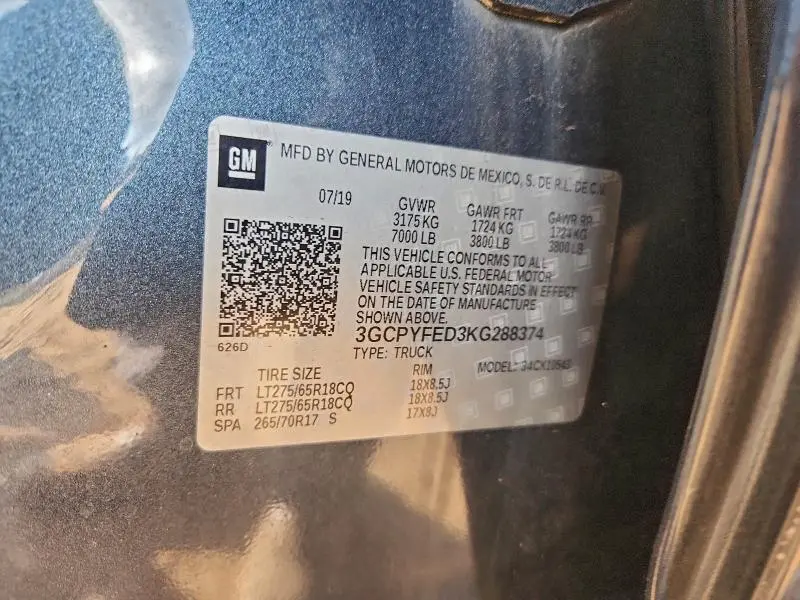 GM
MFD BY GENERAL MOTORS DE MEXICO, S. DE R.L. DE C.V.
07/19 GVWR GAWR FRT GAWR RR
3175 KG 1724 KG 1724 KG
7000 LB 3800 LB 3800 LB
THIS VEHICLE CONFORMS TO ALL
APPLICABLE U.S. FEDERAL MOTOR
VEHICLE SAFETY STANDARDS IN EFFECT
ON THE DATE OF MANUFACTURE
SHOWN ABOVE.
3GCPYFED3KG288374
626D
TYPE: TRUCK MODEL:
TIRE SIZE RIM
FRT LT275/65R18CQ 18X8.5J
RR LT275/65R18CQ 18X8.5J
SPA 265/70R17 S 17X8J